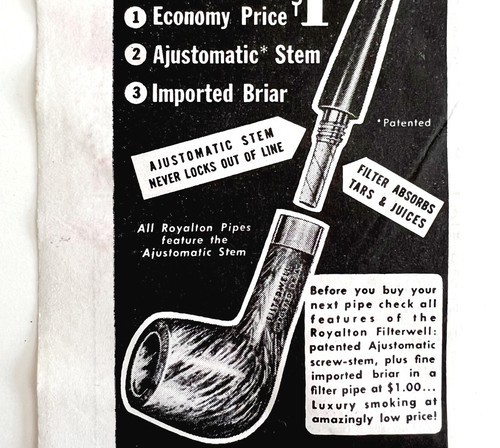 1 Economy Price $1
2 Ajustomatic* Stem
3 Imported Briar
*Patented
AJUSTOMATIC STEM
NEVER LOCKS OUT OF LINE
FILTER ABSORBS
TARS & JUICES
All Royalton Pipes
feature the
Ajustomatic Stem
FILTERWELL
Before you buy your
next pipe check all
features of the
Royalton Filterwell:
patented Ajustomatic
screw-stem, plus fine
imported briar in a
filter pipe at $1.00...
Luxury smoking at
amazingly low price!